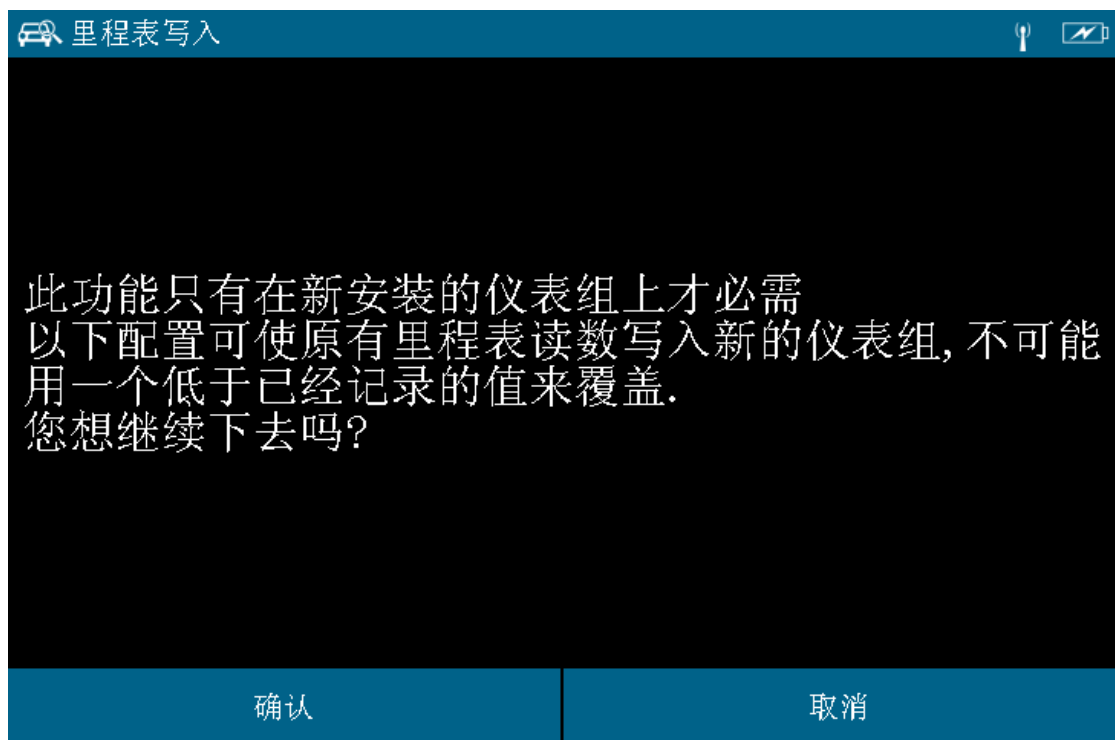 里程表写入
此功能只有在新安装的仪表组上才必需
以下配置可使原有里程表读数写入新的仪表组,不可能
用一个低于已经记录的值来覆盖.
您想继续下去吗?
确认
取消